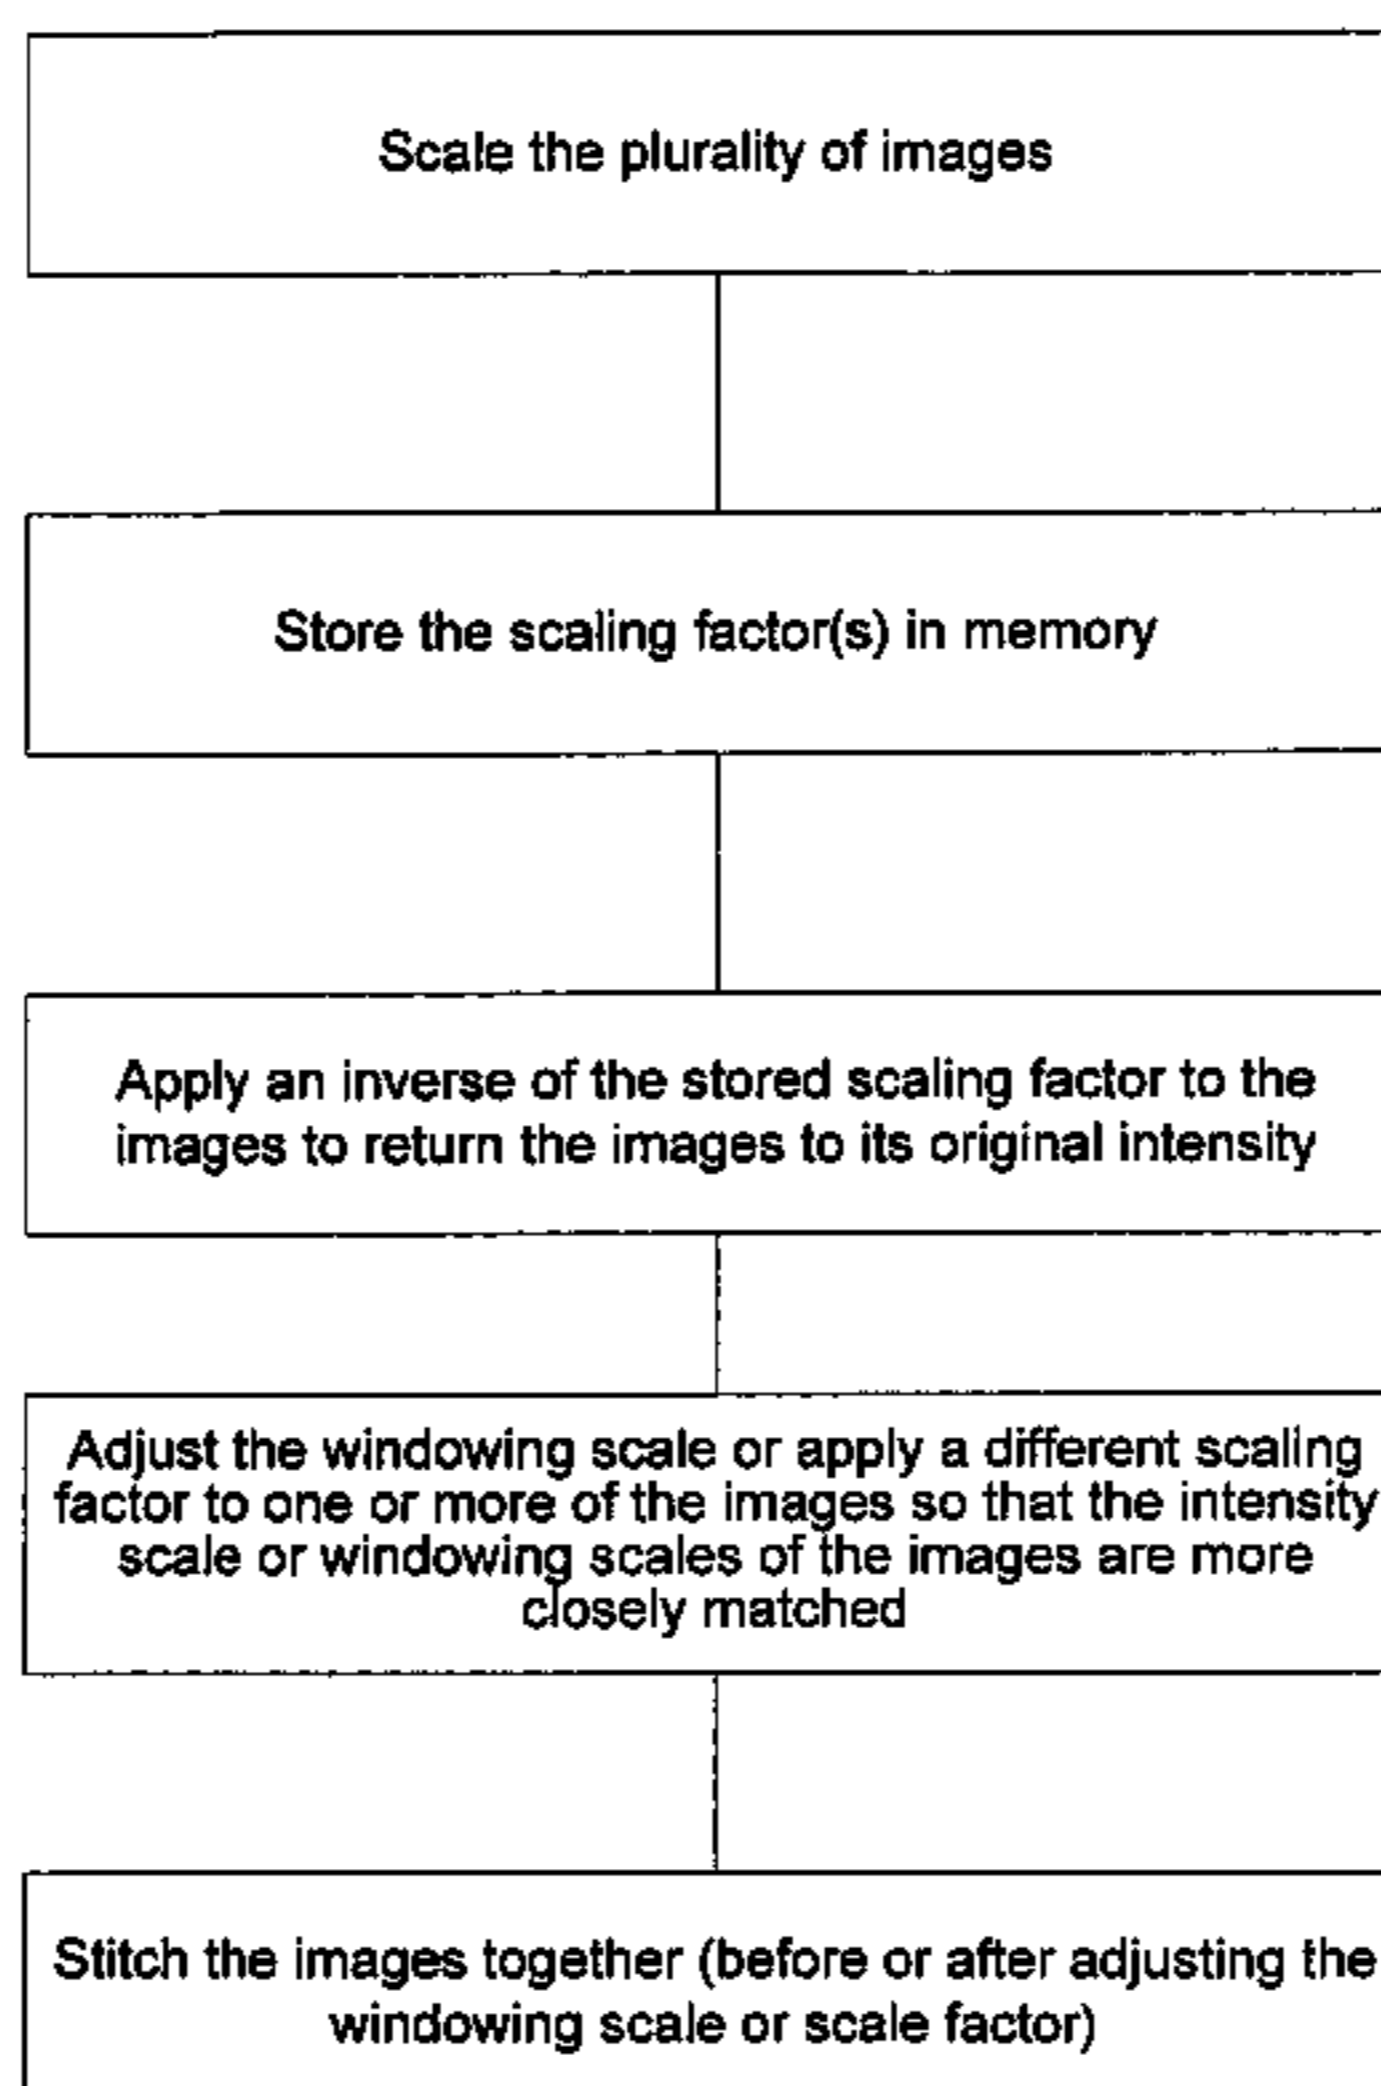 Scale the plurality of images
Store the scaling factor(s) in memory
Apply an inverse of the stored scaling factor to the
images to return the images to its original intensity
Adjust the windowing scale or apply a different scaling
factor to one or more of the images so that the intensity
scale or windowing scales of the images are more
closely matched
Stitch the images together (before or after adjusting the
windowing scale or scale factor)